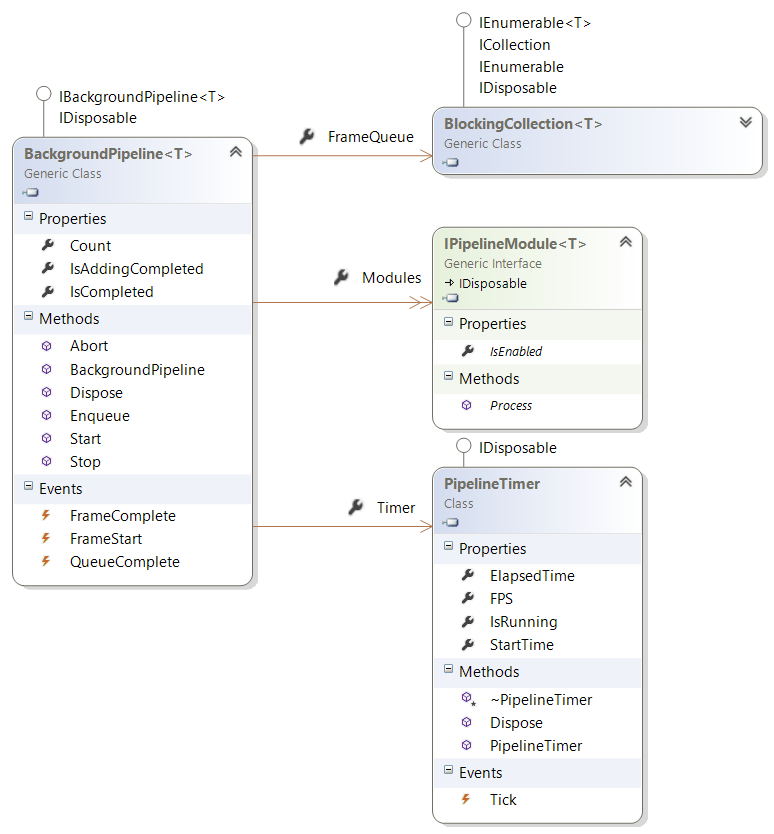 IBackgroundPipeline<T>
IDisposable
BackgroundPipeline<T>
Generic Class
Properties
Count
IsAddingCompleted
IsCompleted
Methods
Abort
BackgroundPipeline
Dispose
Enqueue
Start
Stop
Events
FrameComplete
FrameStart
QueueComplete
FrameQueue
Modules
Timer
IEnumerable<T>
ICollection
IEnumerable
IDisposable
BlockingCollection<T>
Generic Class
IPipelineModule<T>
Generic Interface
IDisposable
Properties
IsEnabled
Methods
Process
IDisposable
PipelineTimer
Class
Properties
ElapsedTime
FPS
IsRunning
StartTime
Methods
~PipelineTimer
Dispose
PipelineTimer
Events
Tick